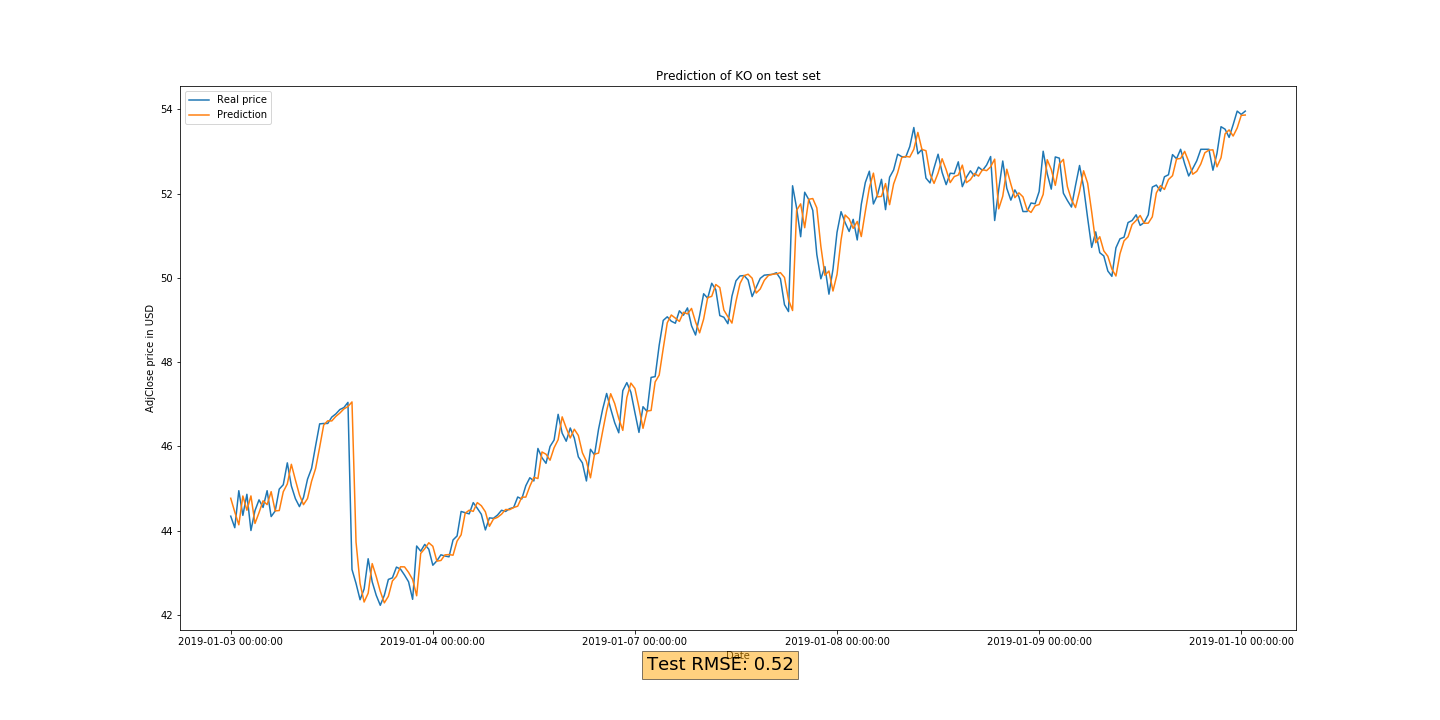 Prediction of KO on test set
Real price
Prediction
AdjClose price in USD
54
52
50
48
46
44
42
2019-01-03 00:00:00
2019-01-04 00:00:00
2019-01-07 00:00:00
2019-01-08 00:00:00
2019-01-09 00:00:00
2019-01-10 00:00:00
Date
Test RMSE: 0.52